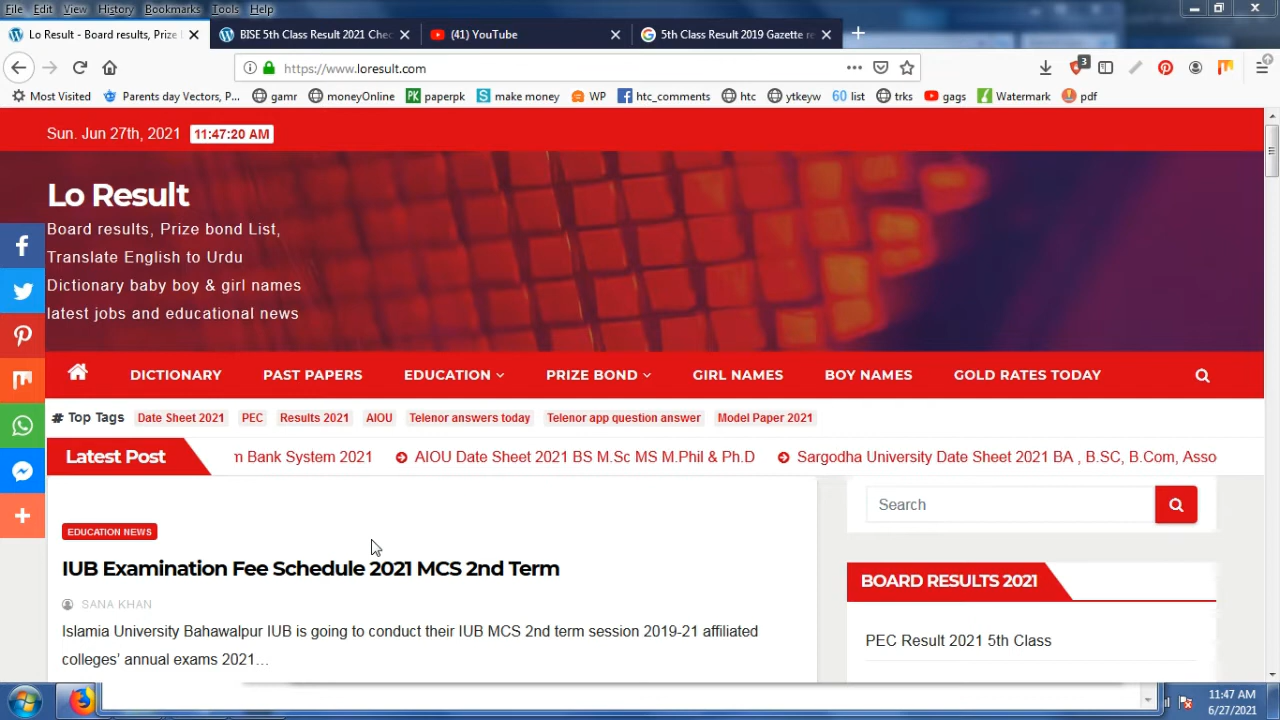 File Edit View History Bookmarks Tools Help
Lo Result - Board results, Prize
BISE 5th Class Result 2021 Chec
(41) YouTube
5th Class Result 2019 Gazette re
https://www.loresult.com
3
Most Visited
Parents day Vectors, P...
gamr
moneyOnline
PK paperpk
S make money
WP
htc_comments
htc
ytkeyw
60 list
trks
gags
Watermark
pdf
Sun. Jun 27th, 2021 11:47:20 AM
Lo Result
Board results, Prize bond List,
Translate English to Urdu
Dictionary baby boy & girl names
latest jobs and educational news
DICTIONARY PAST PAPERS EDUCATION PRIZE BOND GIRL NAMES BOY NAMES GOLD RATES TODAY
# Top Tags Date Sheet 2021 PEC Results 2021 AIOU Telenor answers today Telenor app question answer Model Paper 2021
Latest Post m Bank System 2021 AIOU Date Sheet 2021 BS M.Sc MS M.Phil & Ph.D Sargodha University Date Sheet 2021 BA , B.SC, B.Com, Asso
Search
EDUCATION NEWS
IUB Examination Fee Schedule 2021 MCS 2nd Term
SANA KHAN
Islamia University Bahawalpur IUB is going to conduct their IUB MCS 2nd term session 2019-21 affiliated
colleges' annual exams 2021…
BOARD RESULTS 2021
PEC Result 2021 5th Class
11:47 AM
6/27/2021